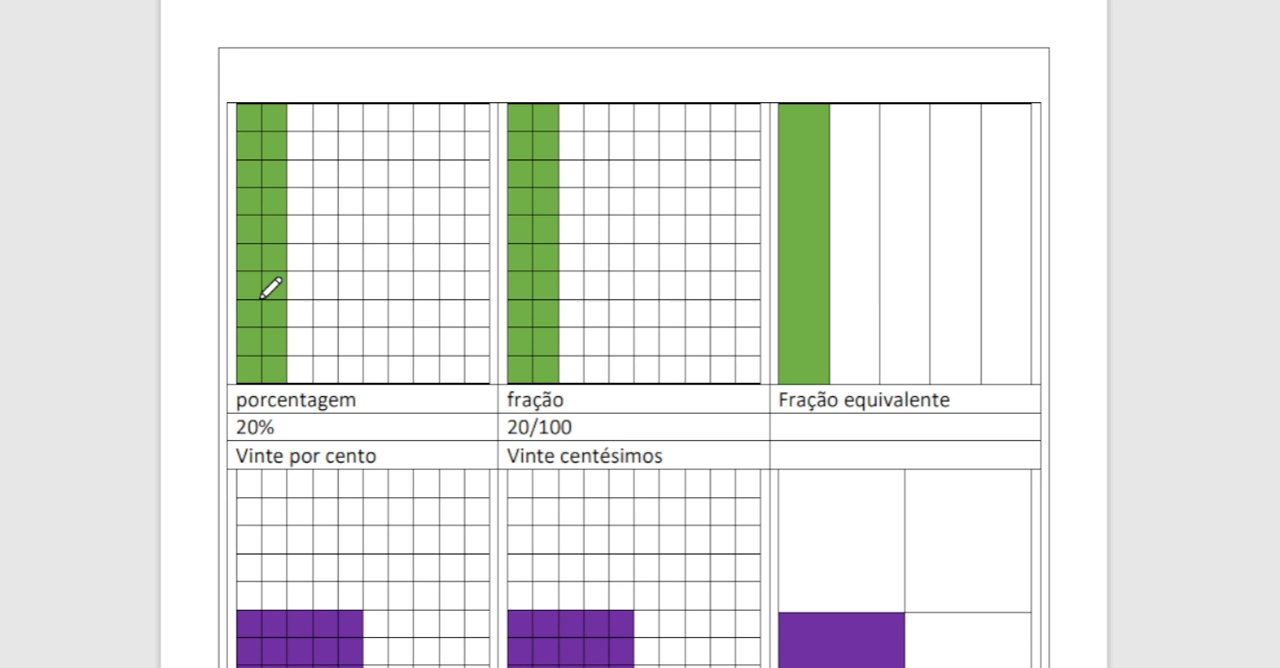 porcentagem fração Fração equivalente
20% 20/100
Vinte por cento Vinte centésimos